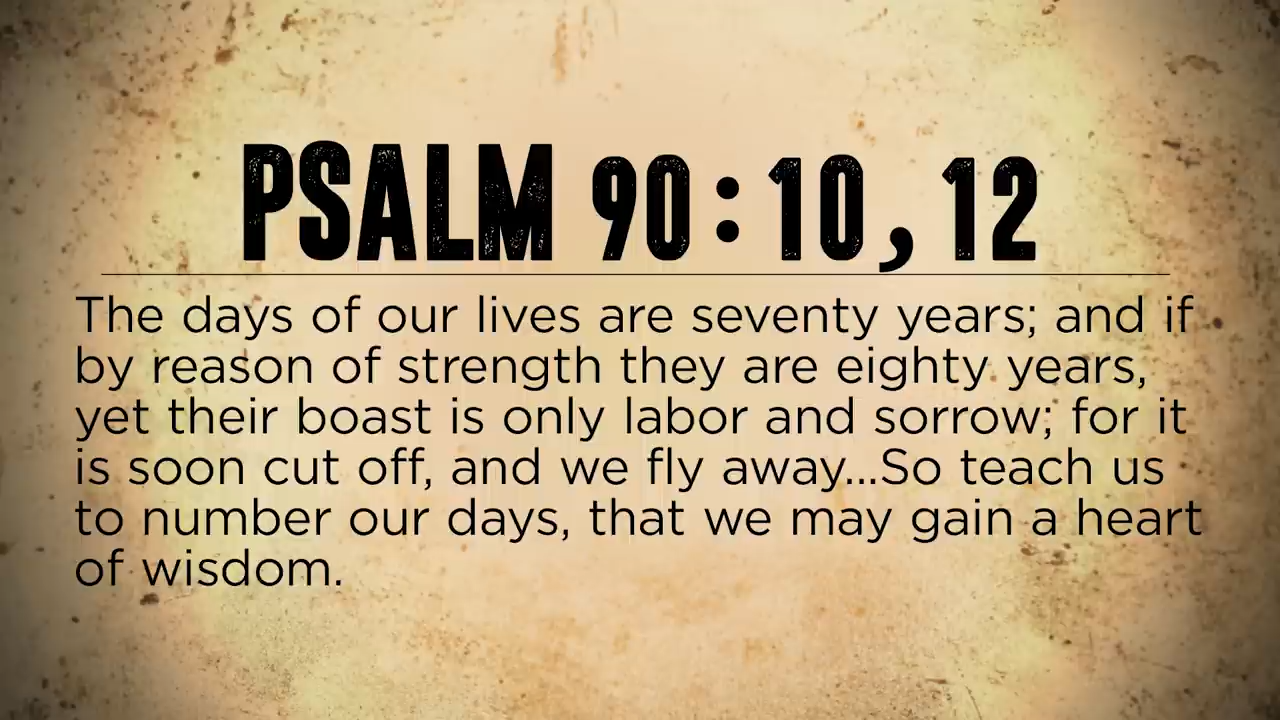 PSALM 90:10, 12
The days of our lives are seventy years; and if
by reason of strength they are eighty years,
yet their boast is only labor and sorrow; for it
is soon cut off, and we fly away...So teach us
to number our days, that we may gain a heart
of wisdom.